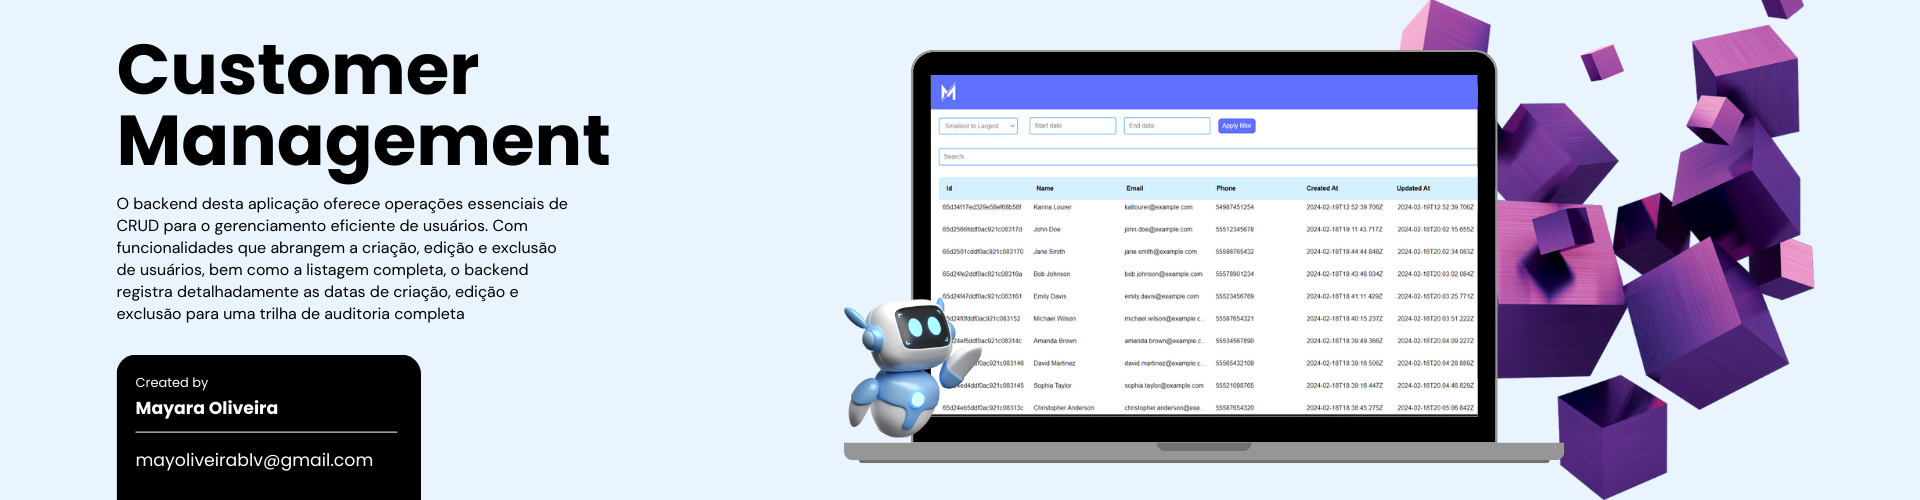 Customer
Management
O backend desta aplicação oferece operações essenciais de
CRUD para o gerenciamento eficiente de usuários. Com
funcionalidades que abrangem a criação, edição e exclusão
de usuários, bem como a listagem completa, o backend
registra detalhadamente as datas de criação, edição e
exclusão para uma trilha de auditoria completa
Created by
Mayara Oliveira
mayoliveirablv@gmail.com
M
Smallest to Largest Start date End date Apply filter
Search...
Id Name Email Phone Created At Updated At
Karina Lourer katlourer@example.com 54987451254 2024-02-19T12:52:39.706Z 2024-02-19T12:52:39.706Z
65d2566fddf0ac921c08317d John Doe john.doe@example.com 55512345678 2024-02-18T19:11:43.717Z 2024-02-18T20:02:15.655Z
65d2501cddf0ac921c083170 Jane Smith jane.smith@example.com 55598765432 2024-02-18T18:44:44.848Z 2024-02-18T20:02:34.083Z
65d24fe2ddf0ac921c08316a Bob Johnson bob.johnson@example.com 55578901234 2024-02-18T18:43:46.934Z 2024-02-18T20:03:02.084Z
65d24f47ddf0ac921c083161 Emily Davis emily.davis@example.com 55523456789 2024-02-18T18:41:11.429Z 2024-02-18T20:03:25.771Z
5d24f0fddf0ac921c083152 Michael Wilson michael.wilson@example.c... 55587654321 2024-02-18T18:40:15.237Z 2024-02-18T20:03:51.222Z
24ef5ddf0ac921c08314c Amanda Brown amanda.brown@example.c... 55534567890 2024-02-18T18:39:49.366Z 2024-02-18T20:04:09.227Z
f0ac921c083146 David Martinez david.martinez@example.c... 55565432109 2024-02-18T18:39:16.506Z 2024-02-18T20:04:28.889Z
4ed4ddf0ac921c083145 Sophia Taylor sophia.taylor@example.com 55521098765 2024-02-18T18:39:16.447Z 2024-02-18T20:04:46.829Z
65d24eb5ddf0ac921c08313c Christopher Anderson christopher.anderson@exa... 55587654320 2024-02-18T18:38:45.275Z 2024-02-18T20:05:06.842Z